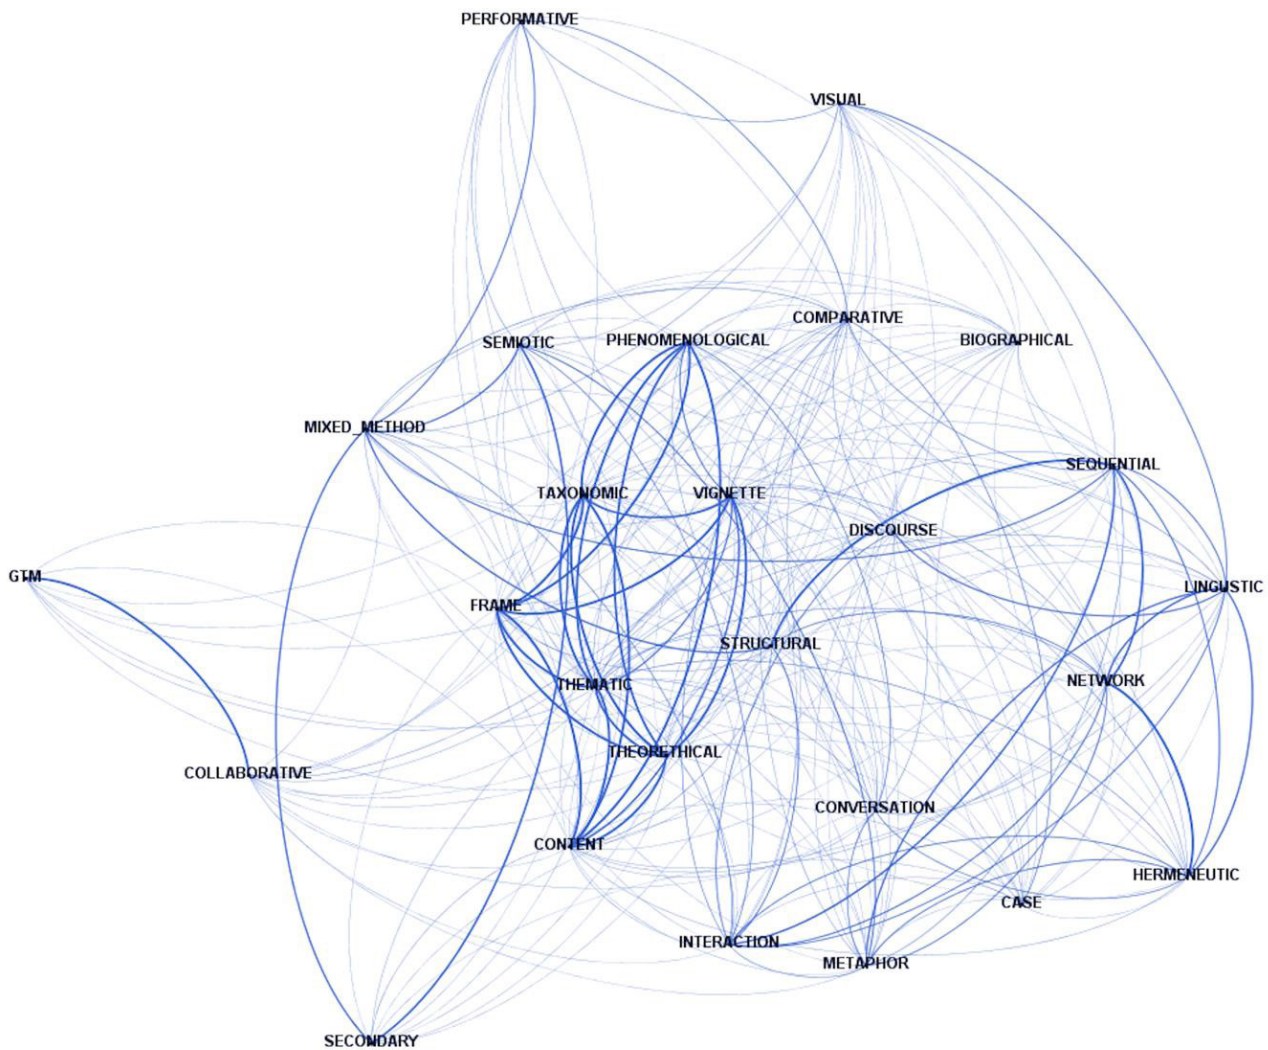 PERFORMATIVE
VISUAL
COMPARATIVE
SEMIOTIC
PHENOMENOLOGICAL
BIOGRAPHICAL
MIXED_METHOD
SEQUENTIAL
TAXONOMIC
VIGNETTE
DISCOURSE
GTM
LINGUSTIC
FRAME
STRUCTURAL
NETWORK
THEMATIC
THEORETHICAL
COLLABORATIVE
CONVERSATION
CONTENT
HERMENEUTIC
CASE
INTERACTION
METAPHOR
SECONDARY